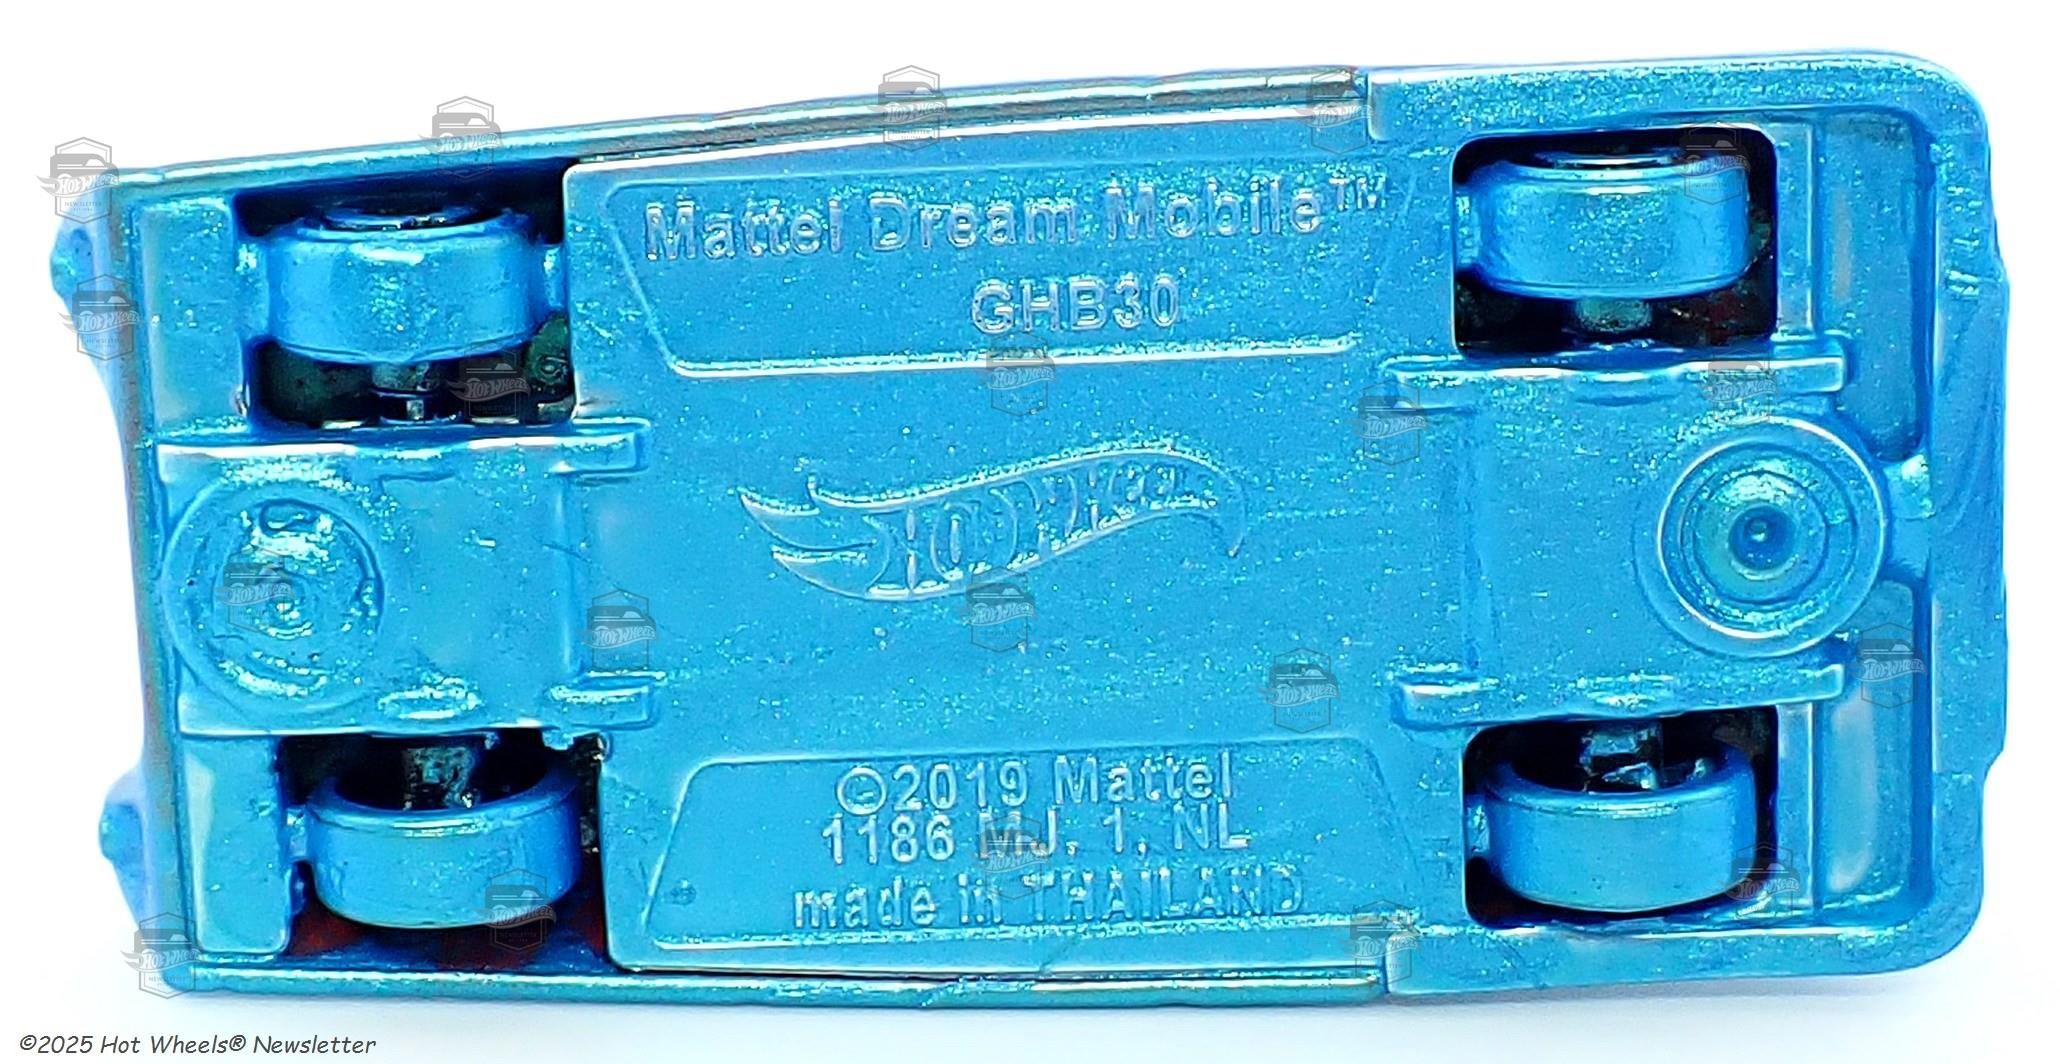 Mattel Dream Mobile™
GHB30
HOT WHEELS
©2019 Mattel
1186 MJ. 1, NL
made in THAILAND
©2025 Hot Wheels® Newsletter